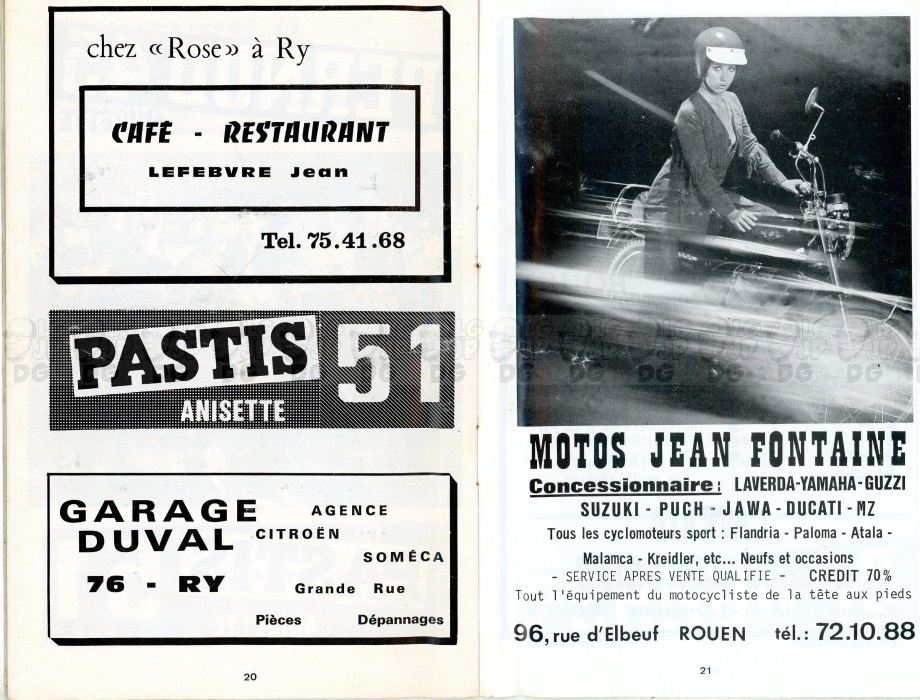 chez «Rose» à Ry
CAFÉ - RESTAURANT
LEFEBVRE Jean
Tel. 75.41.68
PASTIS 51
ANISETTE
GARAGE
DUVAL
76 - RY
AGENCE
CITROËN
SOMÉCA
Grande Rue
Pièces Dépannages
20
MOTOS JEAN FONTAINE
Concessionnaire: LAVERDA-YAMAHA-GUZZI
SUZUKI - PUCH - JAWA - DUCATI - MZ
Tous les cyclomoteurs sport : Flandria - Paloma - Atala -
Malamca - Kreidler, etc... Neufs et occasions
- SERVICE APRES VENTE QUALIFIE - CREDIT 70%
Tout l'équipement du motocycliste de la tête aux pieds
96, rue d'Elbeuf ROUEN tél.: 72.10.88
21